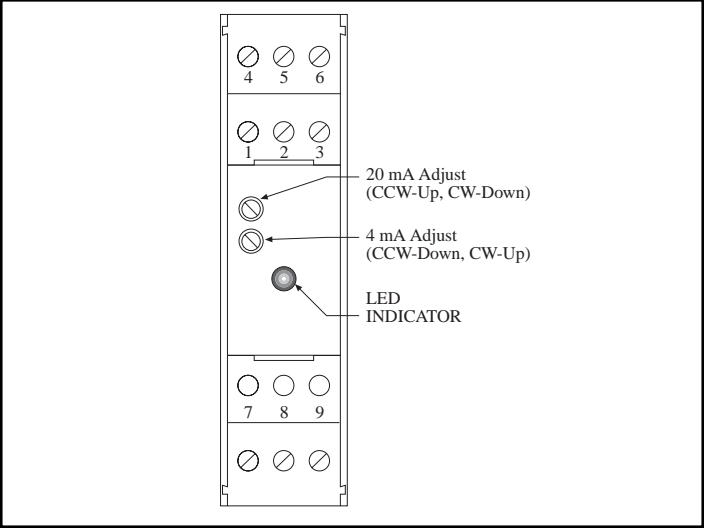 4 5 6
1 2 3
20 mA Adjust
(CCW-Up, CW-Down)
4 mA Adjust
(CCW-Down, CW-Up)
LED
INDICATOR
7 8 9